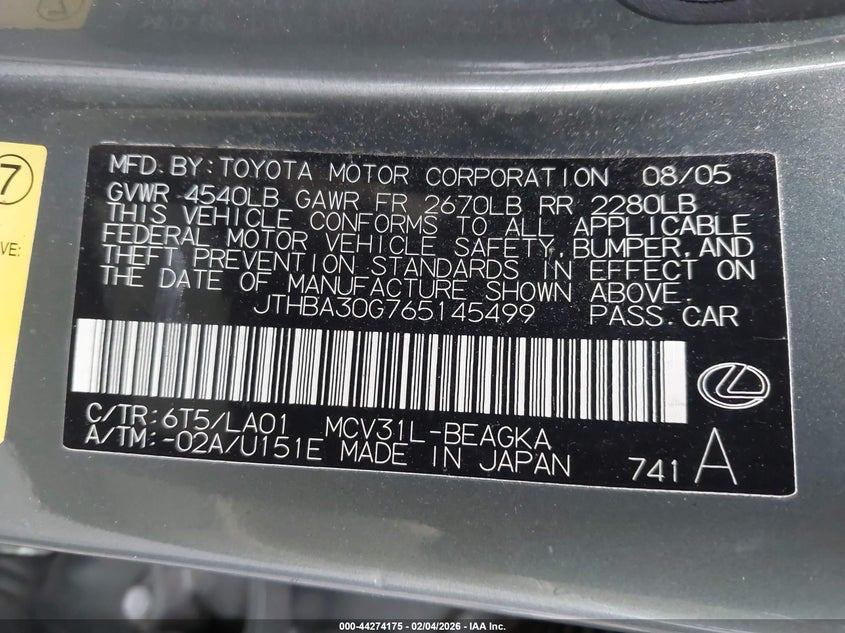 7
VE:
MFD.BY:TOYOTA MOTOR CORPORATION 08/05
GVWR 4540LB GAWR FR 2670LB RR 2280LB
THIS VEHICLE CONFORMS TO ALL APPLICABLE
FEDERAL MOTOR VEHICLE SAFETY,BUMPER,AND
THEFT PREVENTION STANDARDS IN EFFECT ON
THE DATE OF MANUFACTURE SHOWN ABOVE.
JTHBA30G765145499 PASS.CAR
C/TR:6T5/LA01 MCV31L-BEAGKA
A/TM:-02A/U151E MADE IN JAPAN
741 A
000-44274175 - 02/04/2026 - IAA Inc.